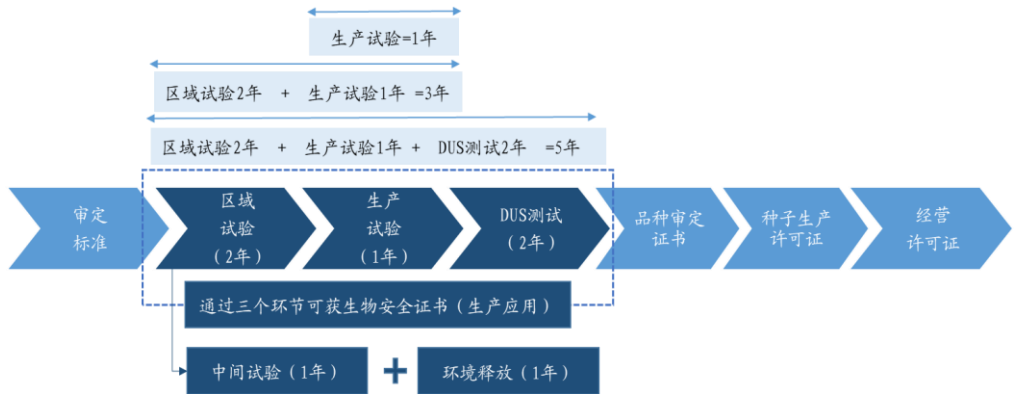 生产试验=1年
区域试验2年 + 生产试验1年 =3年
区域试验2年 + 生产试验1年 + DUS测试2年 =5年
审定
标准
区域
试验
(2年)
生产
试验
(1年)
DUS测试
(2年)
品种审定
证书
种子生产
许可证
经营
许可证
通过三个环节可获生物安全证书(生产应用)
中间试验(1年)
+
环境释放(1年)